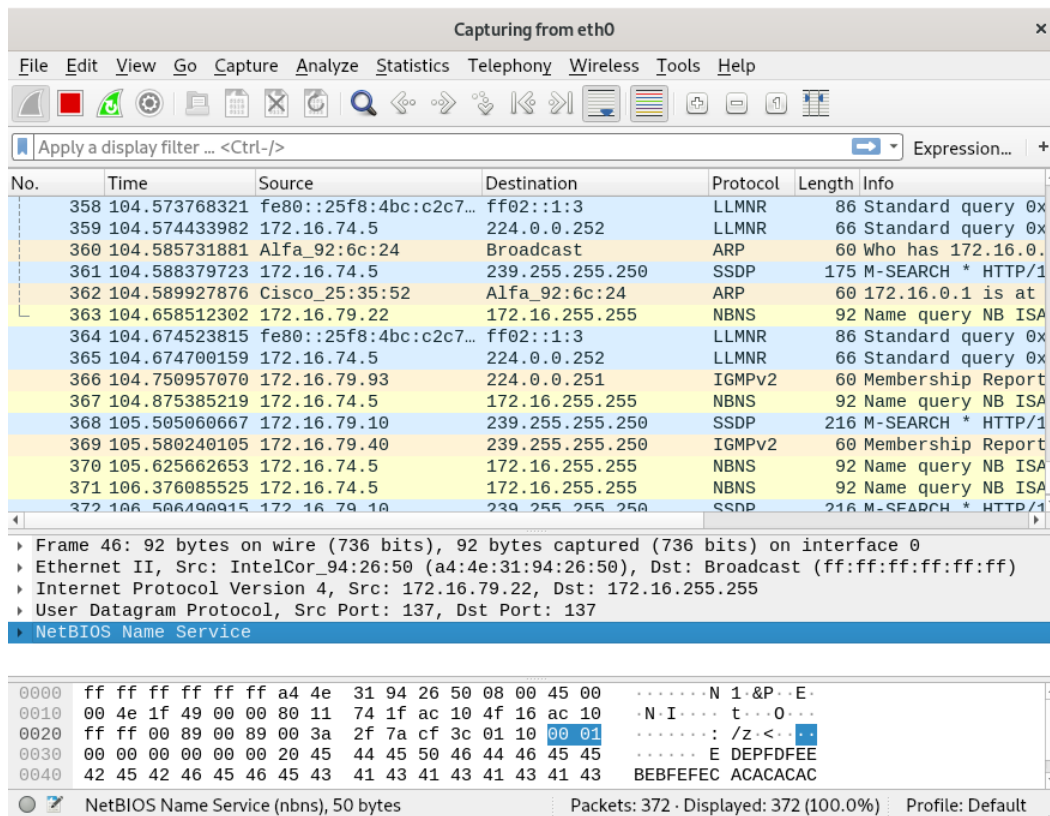 Capturing from eth0 ×
File Edit View Go Capture Analyze Statistics Telephony Wireless Tools Help
Apply a display filter ... <Ctrl-/> Expression... +
No. Time Source Destination Protocol Length Info
358 104.573768321 fe80::25f8:4bc:c2c7… ff02::1:3 LLMNR 86 Standard query 0x
359 104.574433982 172.16.74.5 224.0.0.252 LLMNR 66 Standard query 0x
360 104.585731881 Alfa_92:6c:24 Broadcast ARP 60 Who has 172.16.0.
361 104.588379723 172.16.74.5 239.255.255.250 SSDP 175 M-SEARCH * HTTP/1
362 104.589927876 Cisco_25:35:52 Alfa_92:6c:24 ARP 60 172.16.0.1 is at
363 104.658512302 172.16.79.22 172.16.255.255 NBNS 92 Name query NB ISA
364 104.674523815 fe80::25f8:4bc:c2c7… ff02::1:3 LLMNR 86 Standard query 0x
365 104.674700159 172.16.74.5 224.0.0.252 LLMNR 66 Standard query 0x
366 104.750957070 172.16.79.93 224.0.0.251 IGMPv2 60 Membership Report
367 104.875385219 172.16.74.5 172.16.255.255 NBNS 92 Name query NB ISA
368 105.505060667 172.16.79.10 239.255.255.250 SSDP 216 M-SEARCH * HTTP/1
369 105.580240105 172.16.79.40 239.255.255.250 IGMPv2 60 Membership Report
370 105.625662653 172.16.74.5 172.16.255.255 NBNS 92 Name query NB ISA
371 106.376085525 172.16.74.5 172.16.255.255 NBNS 92 Name query NB ISA
372 106.506490915 172.16.79.10 239.255.255.250 SSDP 216 M-SEARCH * HTTP/1
Frame 46: 92 bytes on wire (736 bits), 92 bytes captured (736 bits) on interface 0
Ethernet II, Src: IntelCor_94:26:50 (a4:4e:31:94:26:50), Dst: Broadcast (ff:ff:ff:ff:ff:ff)
Internet Protocol Version 4, Src: 172.16.79.22, Dst: 172.16.255.255
User Datagram Protocol, Src Port: 137, Dst Port: 137
NetBIOS Name Service
0000 ff ff ff ff ff ff a4 4e 31 94 26 50 08 00 45 00 ·······N 1·&P··E·
0010 00 4e 1f 49 00 00 80 11 74 1f ac 10 4f 16 ac 10 ·N·I···· t···O···
0020 ff ff 00 89 00 89 00 3a 2f 7a cf 3c 01 10 00 01 ·······: /z·<····
0030 00 00 00 00 00 00 20 45 44 45 50 46 44 46 45 45 ······ E DEPFDFEE
0040 42 45 42 46 45 46 45 43 41 43 41 43 41 43 41 43 BEBFEFEC ACACACAC
NetBIOS Name Service (nbns), 50 bytes Packets: 372 · Displayed: 372 (100.0%) Profile: Default